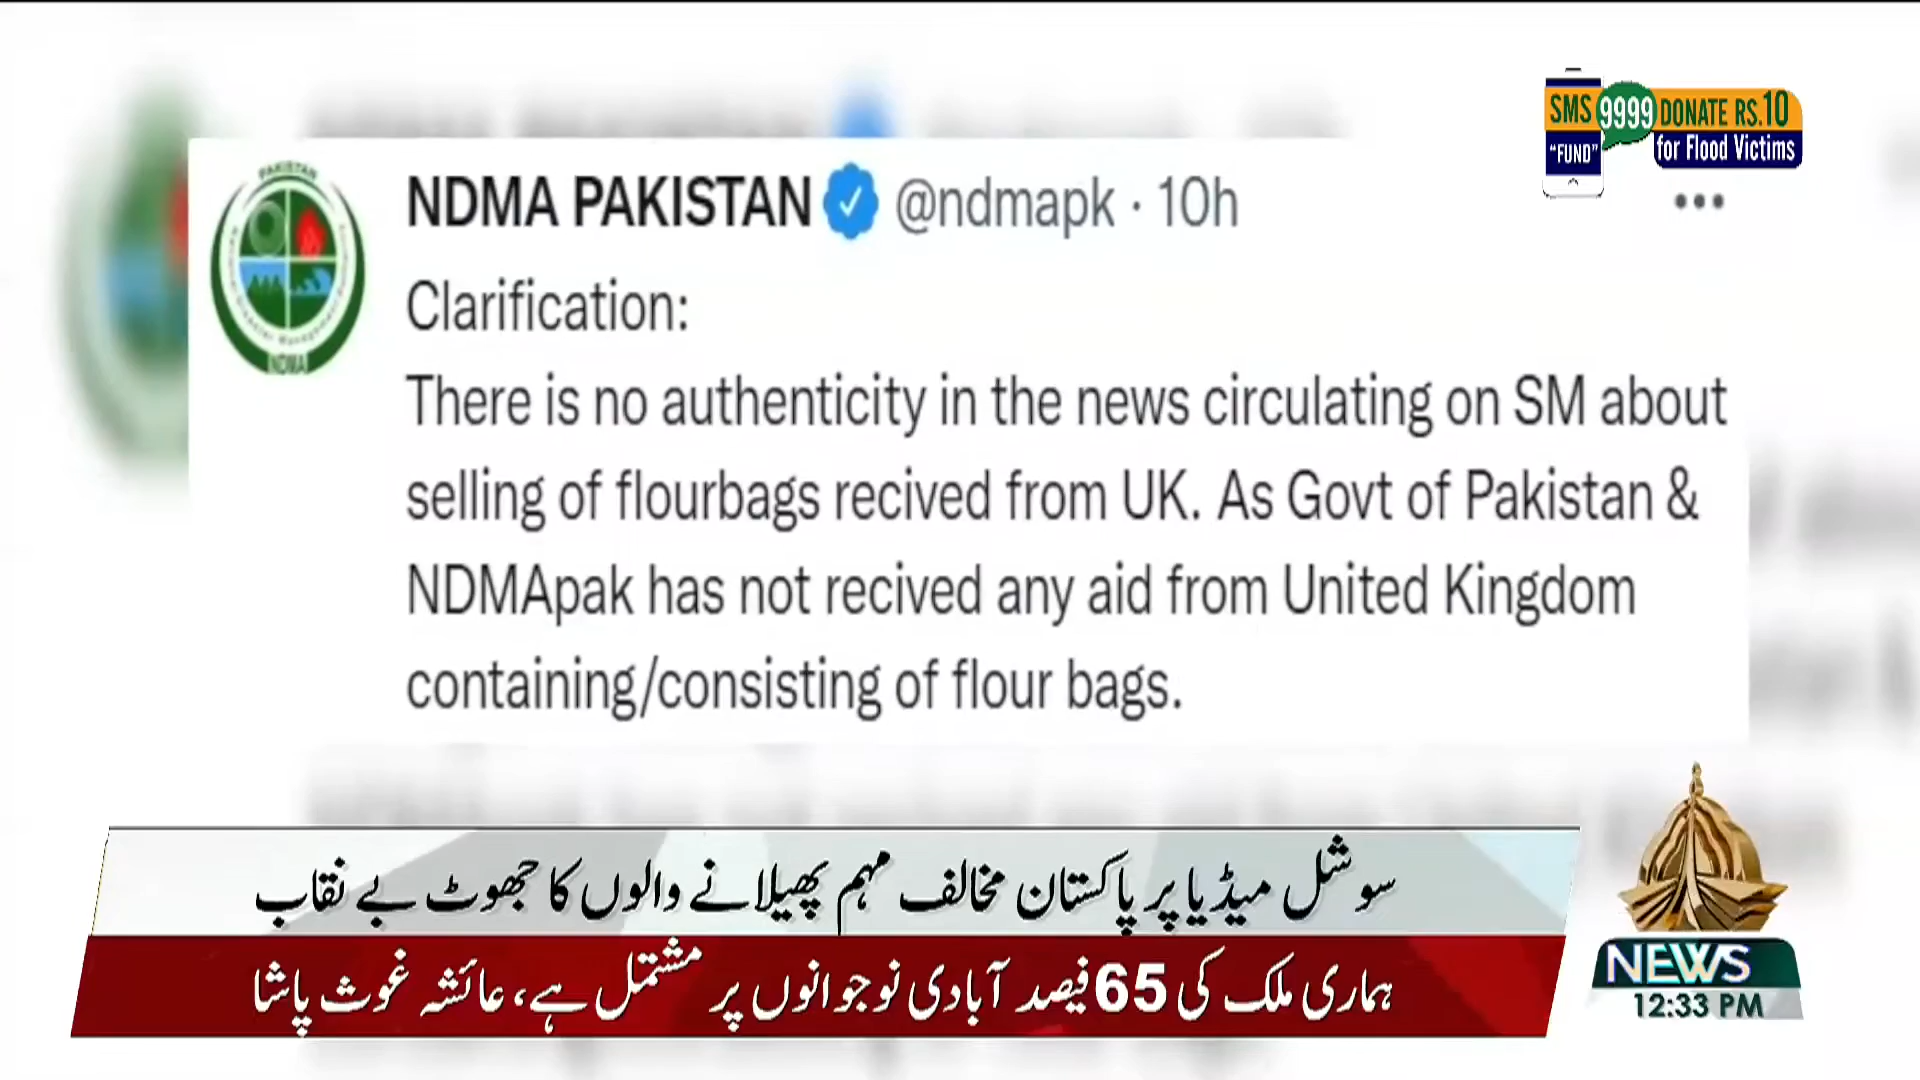 SMS 9999 DONATE RS.10
"FUND" for Flood Victims
NDMA PAKISTAN @ndmapk · 10h
Clarification:
There is no authenticity in the news circulating on SM about
selling of flourbags recived from UK. As Govt of Pakistan &
NDMApak has not recived any aid from United Kingdom
containing/consisting of flour bags.
PAKISTAN
NDMA
سوشل میڈیا پر پاکستان مخالف مہم پھیلانے والوں کا جھوٹ بے نقاب
ہماری ملک کی 65 فیصد آبادی نوجوانوں پر مشتمل ہے، عائشہ غوث پاشا
NEWS
12:33 PM